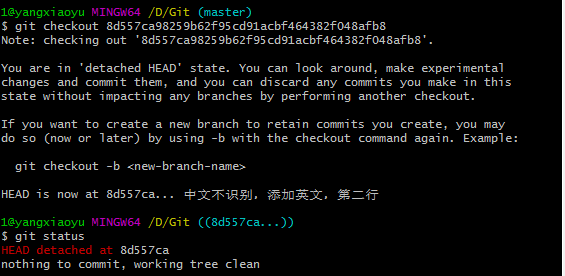 1@yangxiaoyu MINGW64 /D/Git (master)
$ git checkout 8d557ca98259b62f95cd91acbf464382f048afb8
Note: checking out '8d557ca98259b62f95cd91acbf464382f048afb8'.
You are in 'detached HEAD' state. You can look around, make experimental
changes and commit them, and you can discard any commits you make in this
state without impacting any branches by performing another checkout.
If you want to create a new branch to retain commits you create, you may
do so (now or later) by using -b with the checkout command again. Example:
git checkout -b <new-branch-name>
HEAD is now at 8d557ca... 中文不识别, 添加英文, 第二行
1@yangxiaoyu MINGW64 /D/Git ((8d557ca...))
$ git status
HEAD detached at 8d557ca
nothing to commit, working tree clean